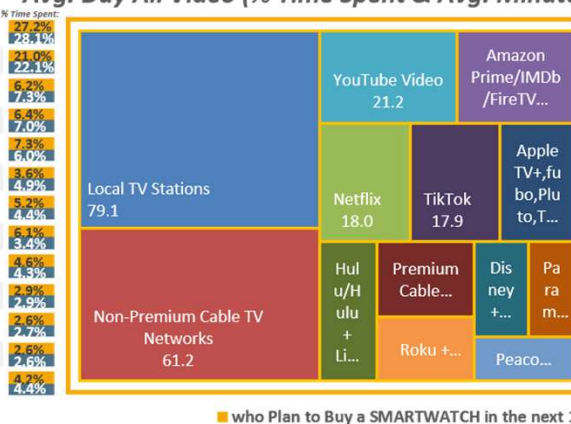 Avg. Day All Video (% Time Spent & Avg. Minute
% Time Spent:
27.2%
28.1%
21.0%
22.1%
6.2%
7.3%
6.4%
7.0%
7.3%
6.0%
3.6%
4.9%
5.2%
4.4%
6.1%
3.4%
4.6%
4.3%
2.9%
2.9%
2.6%
2.7%
2.6%
2.6%
4.2%
4.4%
Local TV Stations
79.1
Non-Premium Cable TV
Networks
61.2
YouTube Video
21.2
Amazon
Prime/IMDb
/FireTV...
Netflix
18.0
TikTok
17.9
Apple
TV+,fu
bo,Plu
to,T...
Hul
u/H
ulu
+
Li...
Premium
Cable...
Roku +...
Dis
ney
+...
Pa
ra
m...
Peaco...
who Plan to Buy a SMARTWATCH in the next 1